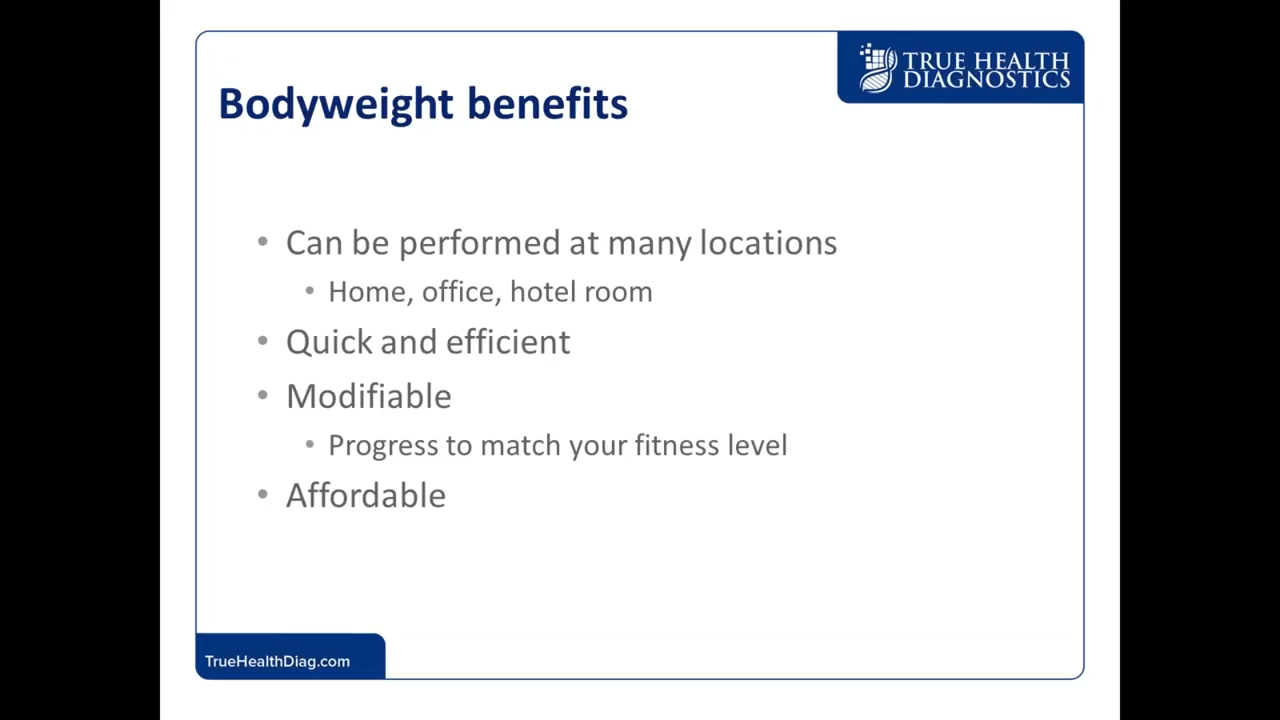 TRUE HEALTH
DIAGNOSTICS
Bodyweight benefits
• Can be performed at many locations
• Home, office, hotel room
• Quick and efficient
• Modifiable
• Progress to match your fitness level
• Affordable
TrueHealthDiag.com